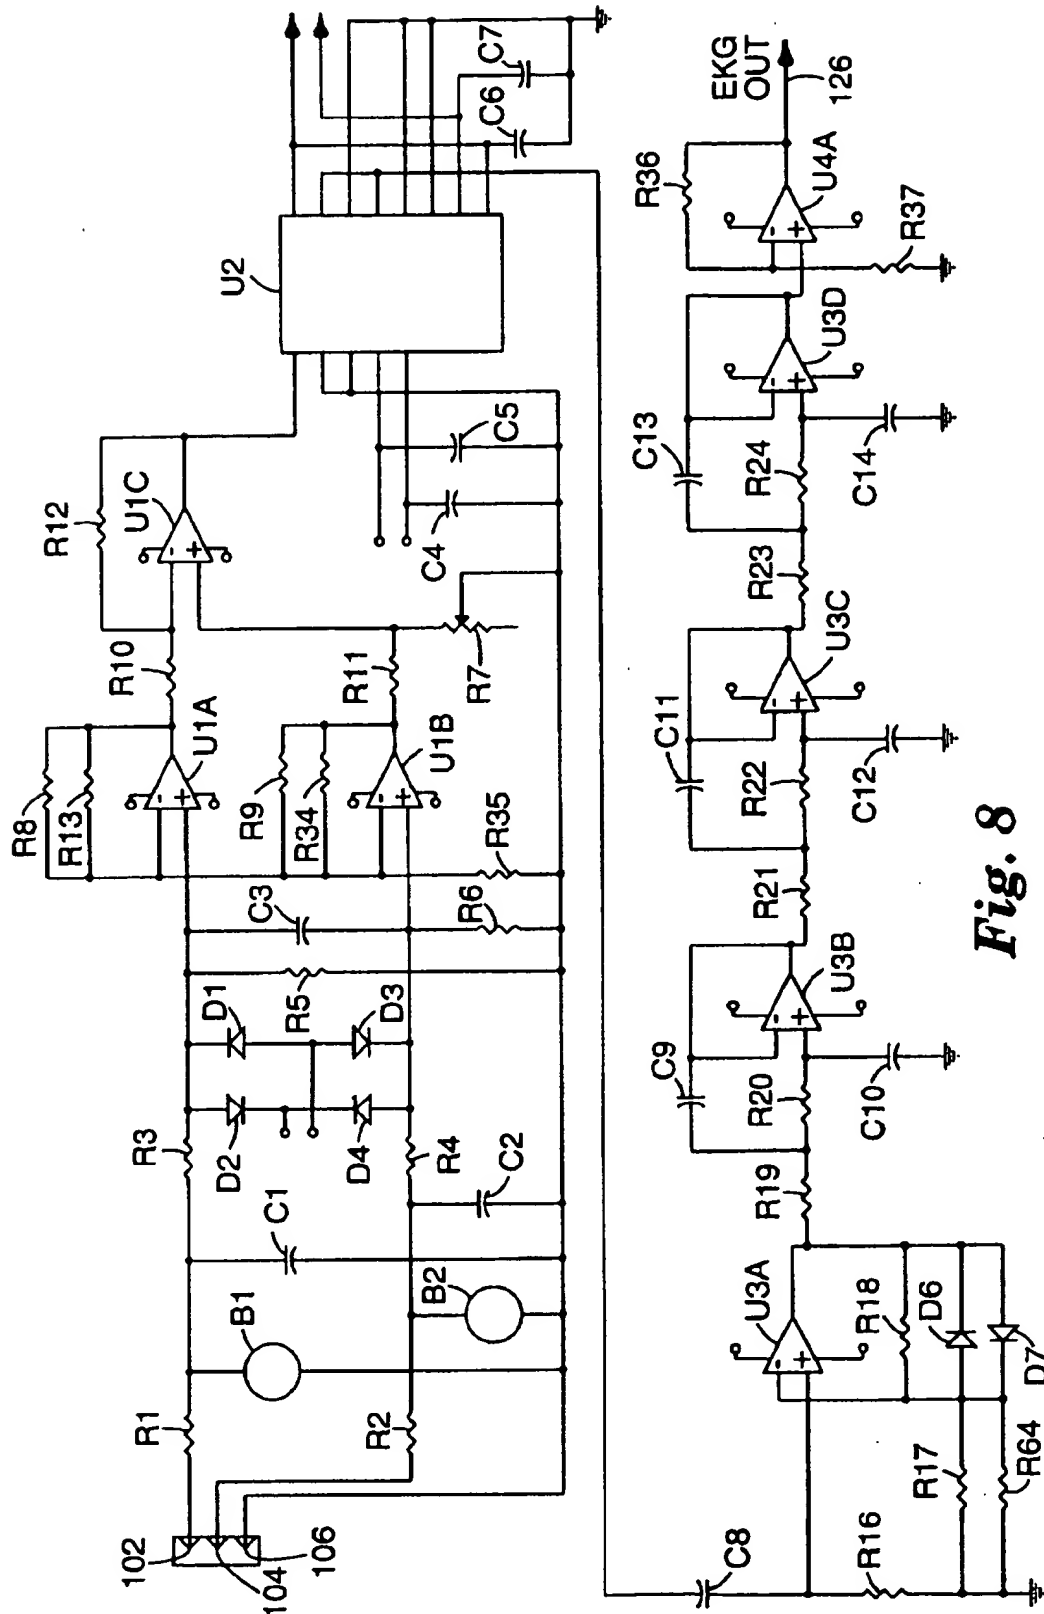 102
104
106
R1
B1
R2
B2
C1
C2
R3
R4
D2
D4
D1
D3
R5
C3
R6
R8
R13
U1A
R9
R34
U1B
R35
R10
R11
R7
R12
U1C
-
+
-
+
-
+
C4
C5
U2
C6
C7
C8
R16
R17
R64
U3A
-
+
R18
D6
D7
R19
R20
C9
C10
U3B
-
+
R21
R22
C11
C12
U3C
-
+
R23
R24
C13
C14
U3D
-
+
R36
U4A
-
+
R37
EKG
OUT
126
Fig. 8